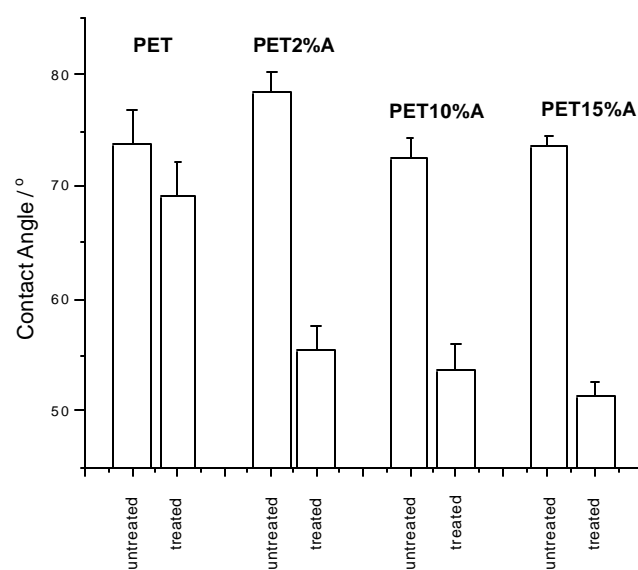 PET
PET2%A
PET10%A
PET15%A
Contact Angle / °
80
70
60
50
untreated
treated
untreated
treated
untreated
treated
untreated
treated